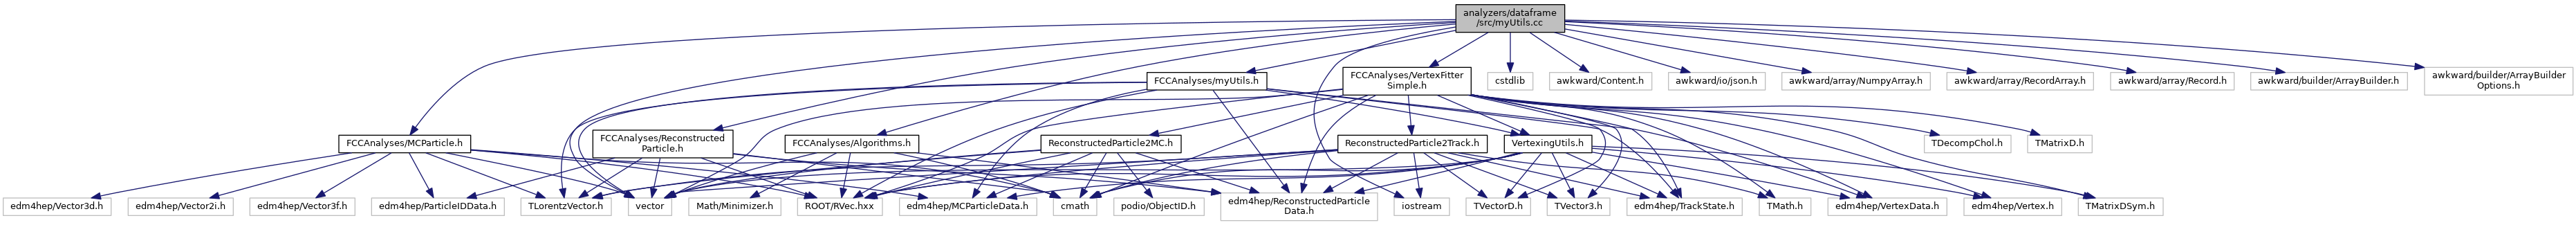 analyzers/dataframe
/src/myUtils.cc
FCCAnalyses/myUtils.h
FCCAnalyses/VertexFitter
Simple.h
cstdlib
awkward/Content.h
awkward/io/json.h
awkward/array/NumpyArray.h
awkward/array/RecordArray.h
awkward/array/Record.h
awkward/builder/ArrayBuilder.h
awkward/builder/ArrayBuilder
Options.h
FCCAnalyses/MCParticle.h
FCCAnalyses/Reconstructed
Particle.h
FCCAnalyses/Algorithms.h
ReconstructedParticle2MC.h
ReconstructedParticle2Track.h
VertexingUtils.h
TDecompChol.h
TMatrixD.h
edm4hep/Vector3d.h
edm4hep/Vector2i.h
edm4hep/Vector3f.h
edm4hep/ParticleIDData.h
TLorentzVector.h
vector
Math/Minimizer.h
ROOT/RVec.hxx
edm4hep/MCParticleData.h
cmath
podio/ObjectID.h
edm4hep/ReconstructedParticle
Data.h
iostream
TVectorD.h
TVector3.h
edm4hep/TrackState.h
TMath.h
edm4hep/VertexData.h
edm4hep/Vertex.h
TMatrixDSym.h